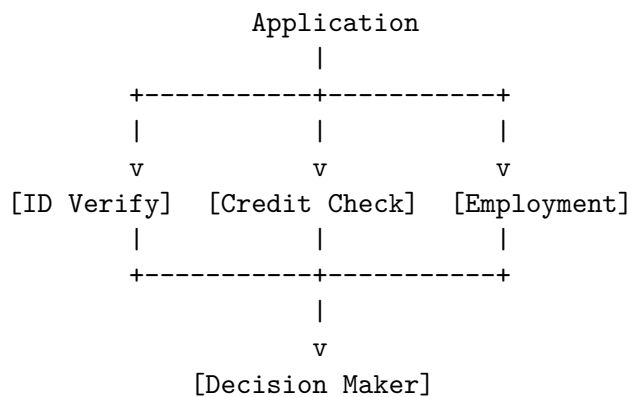 Application
|
+-----------+-----------+
| | |
v v v
[ID Verify] [Credit Check] [Employment]
| | |
+-----------+-----------+
|
v
[Decision Maker]